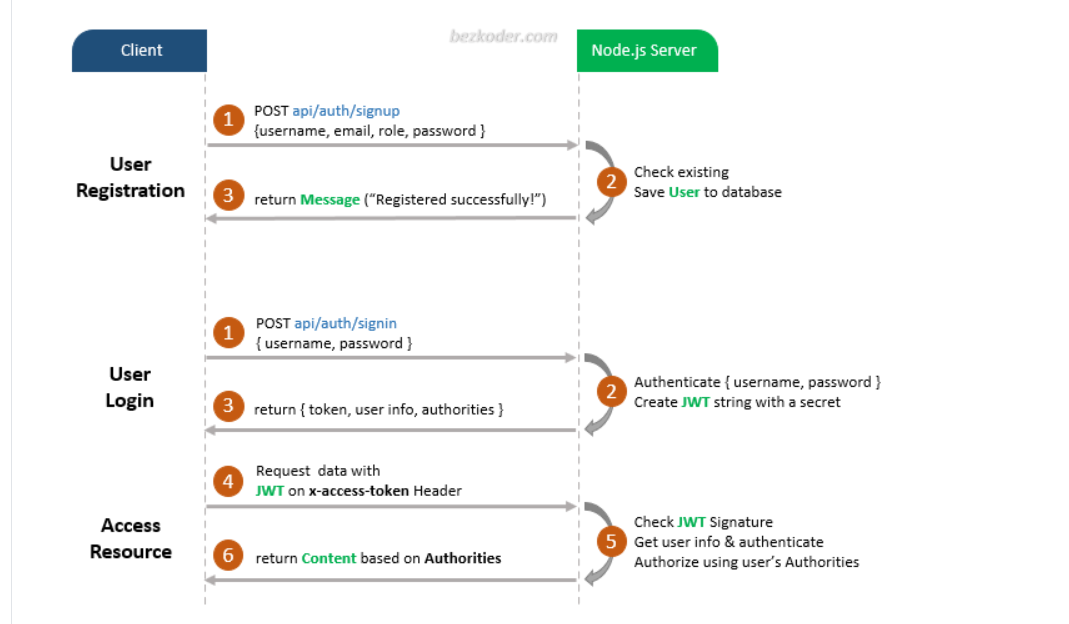 bezkoder.com
Client
Node.js Server
User
Registration
1
POST api/auth/signup
{username, email, role, password }
2
Check existing
Save User to database
3
return Message (“Registered successfully!”)
User
Login
1
POST api/auth/signin
{ username, password }
2
Authenticate { username, password }
Create JWT string with a secret
3
return { token, user info, authorities }
Access
Resource
4
Request data with
JWT on x-access-token Header
5
Check JWT Signature
Get user info & authenticate
Authorize using user’s Authorities
6
return Content based on Authorities